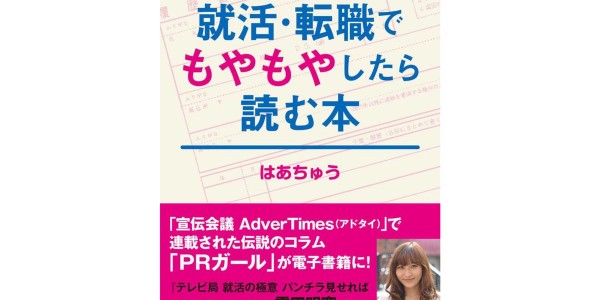 就活・転職で
もやもやしたら
読む本
はあちゅう
「宣伝会議 AdverTimes(アドタイ)」で
連載された伝説のコラム
「PRガール」が電子書籍に!
『テレビ局 就活の極意 パンチラ見せれば